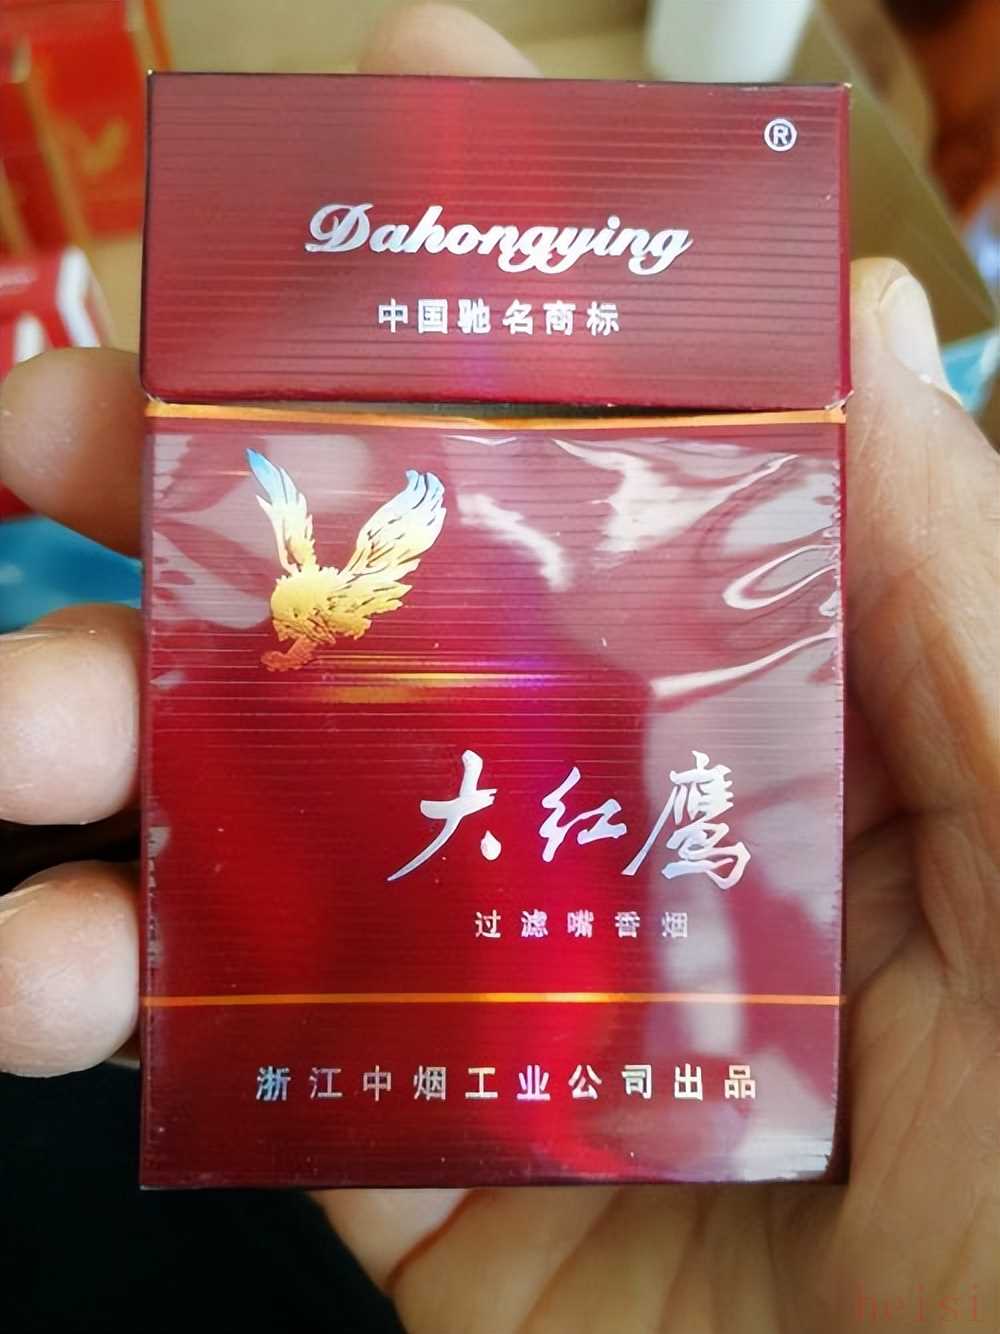 ®
Dahongying
中国驰名商标
大红鹰
过滤嘴香烟
浙江中烟工业公司出品
heisi